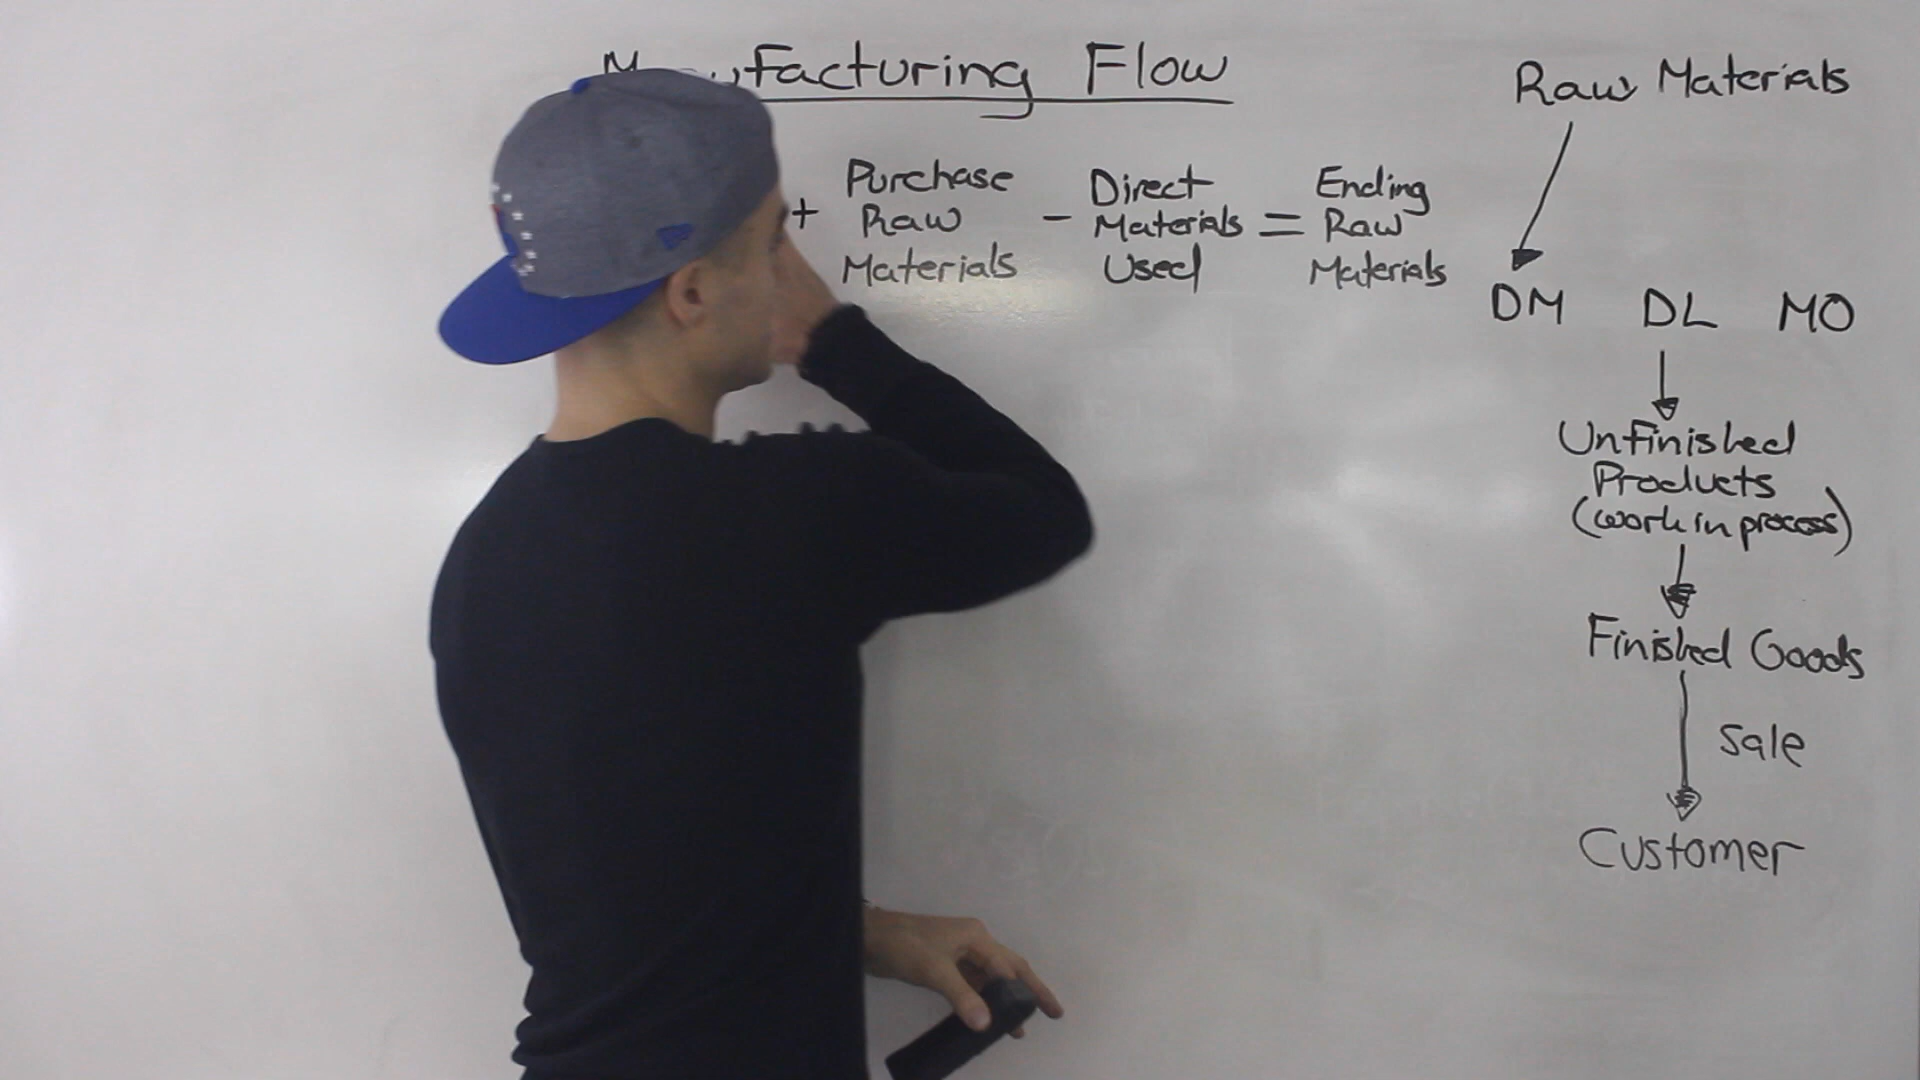 Manufacturing Flow
+ Purchase Raw Materials - Direct Materials Used = Ending Raw Materials
Raw Materials
DM DL MO
Unfinished
Products
(work in process)
Finished Goods
Sale
Customer